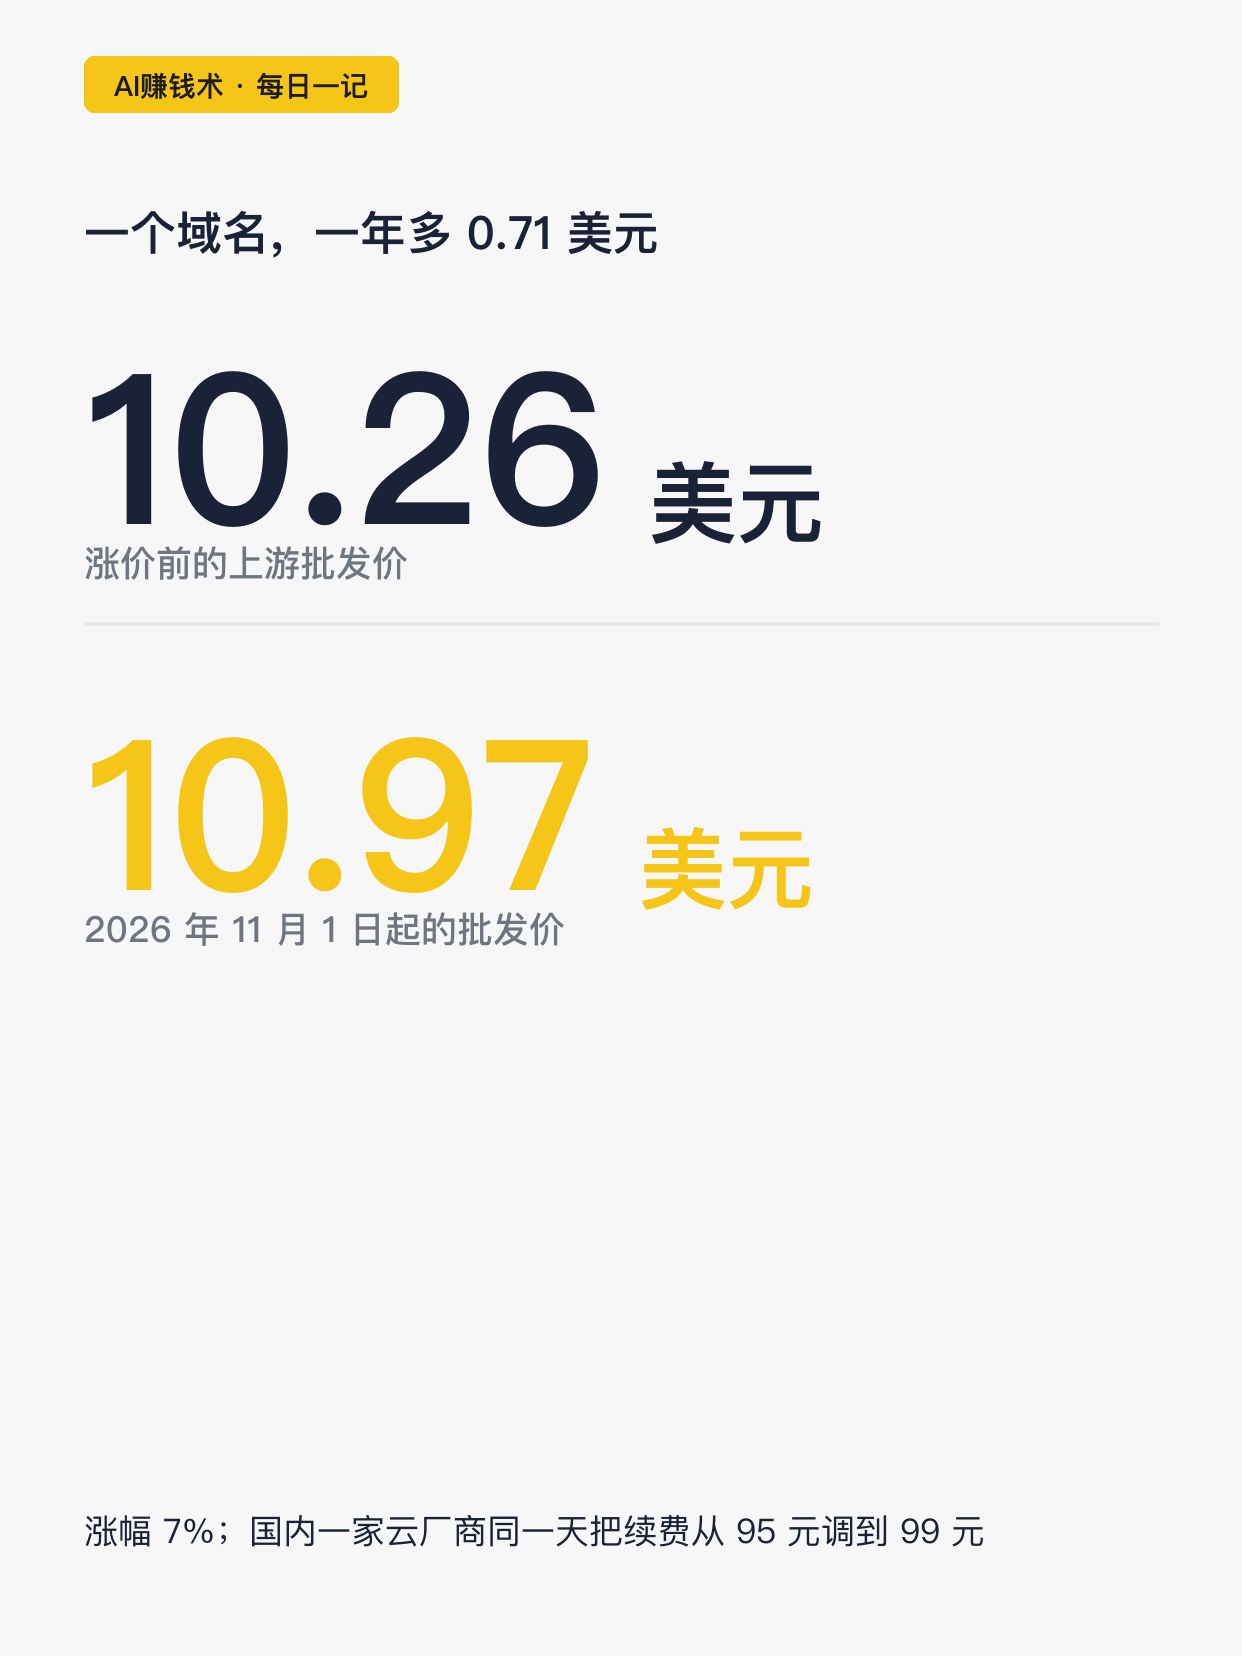 AI赚钱术 · 每日一记
一个域名，一年多 0.71 美元
10.26 美元
涨价前的上游批发价
10.97 美元
2026 年 11 月 1 日起的批发价
涨幅 7%；国内一家云厂商同一天把续费从 95 元调到 99 元